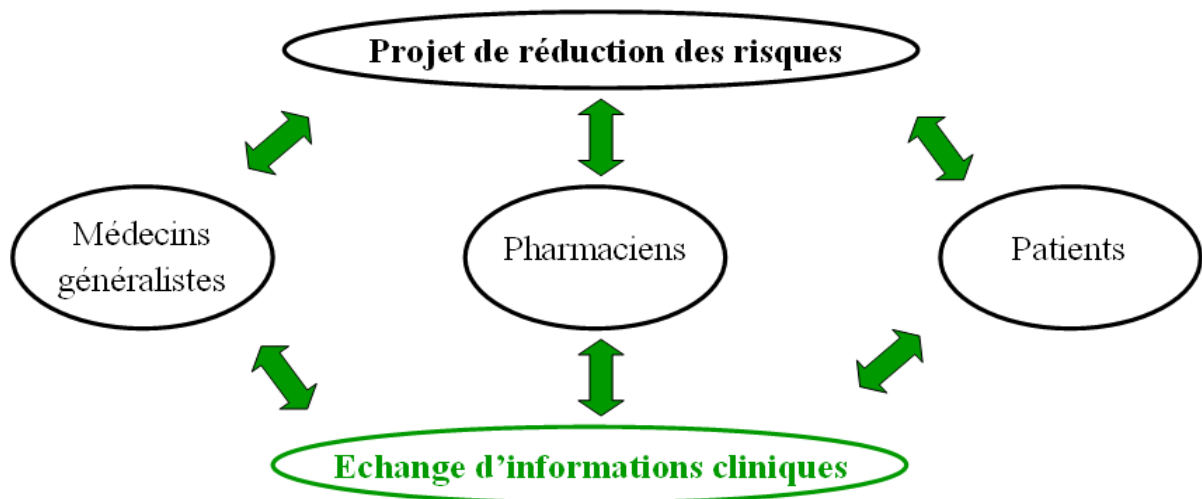 Projet de réduction des risques
Médecins
généralistes
Pharmaciens
Patients
Echange d’informations cliniques